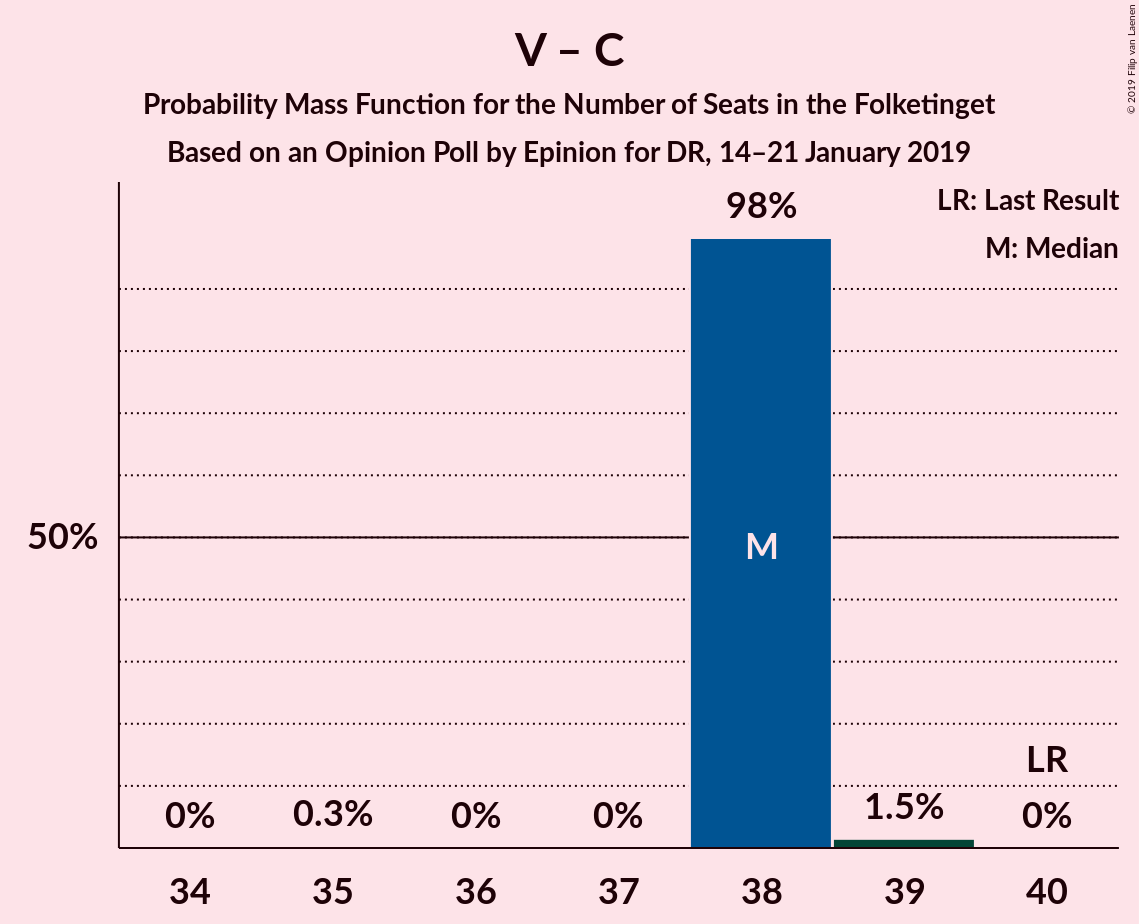 V – C
Probability Mass Function for the Number of Seats in the Folketinget
Based on an Opinion Poll by Epinion for DR, 14–21 January 2019
© 2019 Filip van Laenen
LR: Last Result
M: Median
98%
50%
M
LR
0%
0.3%
0%
0%
1.5%
0%
34
35
36
37
38
39
40